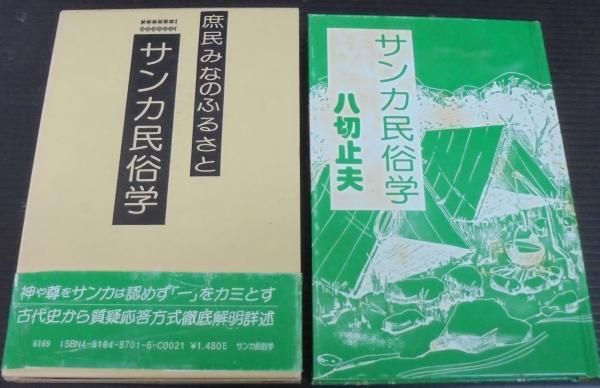 庶民みなのふるさと
サンカ民俗学
神や尊をサンカは認めず「一」をカミとす
古代史から質疑応答方式徹底解明詳述
6169 ISBN4-8184-8701-6-C0021 ¥1.480E サンカ民俗学
サンカ民俗学
八切止夫